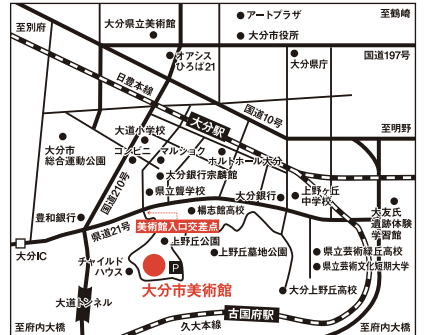 アートプラザ
至鶴崎
至別府
大分県立美術館
大分市役所
国道197号
オアシス
ひろば21
大分県庁
日豊本線
国道10号
大分駅
至明野
大道小学校
大分市
総合運動公園
コンビニ
マルショク
ホルトホール大分
大分銀行宗麟館
国道210号
県立聾学校
大分銀行
上野ヶ丘
中学校
豊和銀行
楊志館高校
大友氏
遺跡体験
学習館
県道21号
美術館入口交差点
上野丘公園
大分IC
チャイルド
ハウス
P
上野丘墓地公園
県立芸術緑丘高校
県立芸術文化短期大学
大分市美術館
大分上野丘高校
大道トンネル
古国府駅
至府内大橋
久大本線
至府内大橋